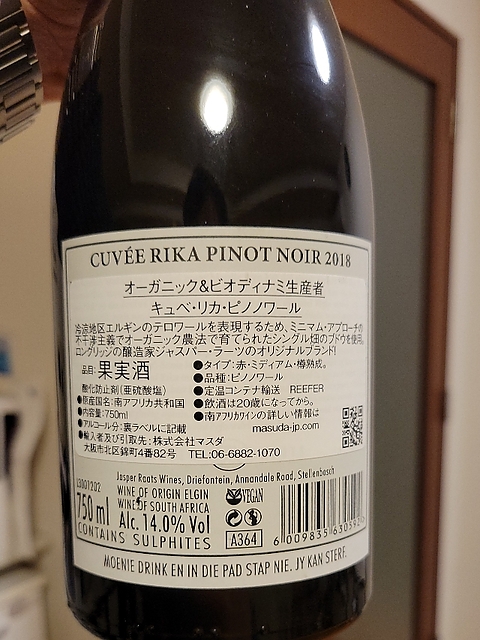 CUVÉE RIKA PINOT NOIR 2018
オーガニック&ビオディナミ生産者
キュベ・リカ・ピノノワール
冷涼地区エルギンのテロワールを表現するため、ミニマム・アプローチの
不干渉主義でオーガニック農法で育てられたシングル畑のブドウを使用。
ロングリッジの醸造家ジャスパー・ラーツのオリジナルブランド!
品目: 果実酒
酸化防止剤(亜硫酸塩)
●原産国名:南アフリカ共和国
●内容量:750ml
●アルコール分:裏ラベルに記載
●輸入者及び引取先:株式会社マスダ
大阪市北区錦町4番82号 TEL:06-6882-1070
●タイプ:赤・ミディアム・樽熟成。
●品種:ピノノワール
●定温コンテナ輸送 REEFER
●飲酒は20歳になってから。
●南アフリカワインの詳しい情報は
masuda-jp.com
Jasper Raats Wines, Driefontein, Annandale Road, Stellenbosch
750 ml
WINE OF ORIGIN ELGIN
WINE OF SOUTH AFRICA
Alc. 14.0% Vol
CONTAINS SULPHITES
VEGAN
A364
MOENIE DRINK EN IN DIE PAD STAP NIE. JY KAN STERF.